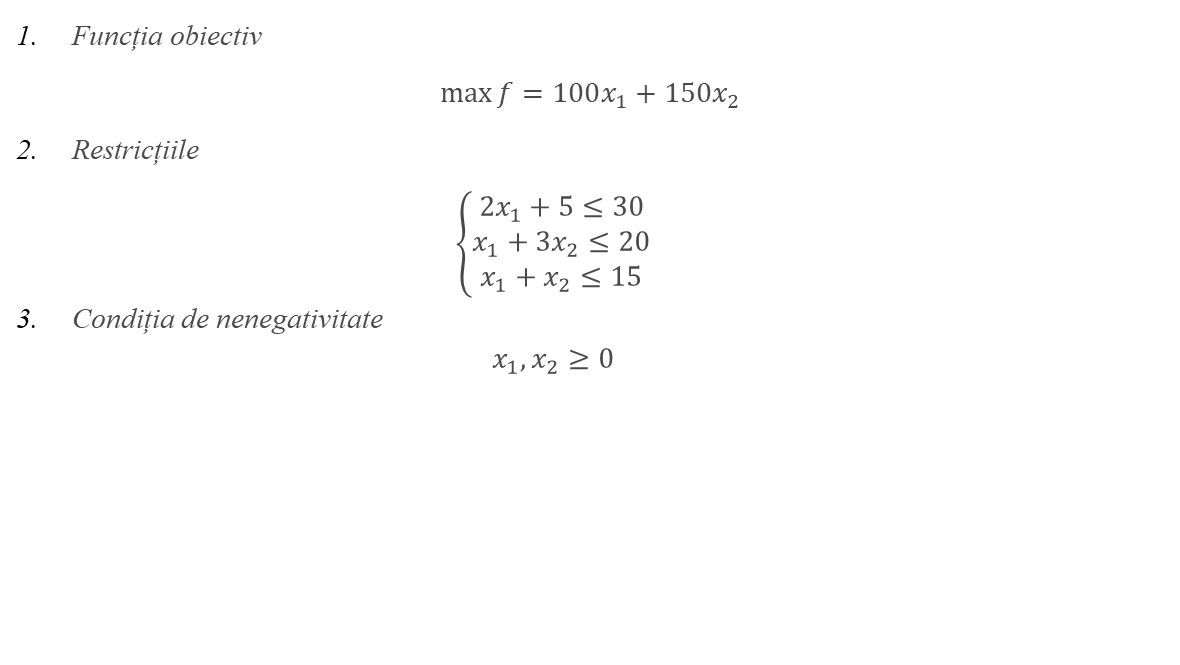 1. Funcția obiectiv
max f = 100x₁ + 150x₂
2. Restricțiile
2x₁ + 5 ≤ 30
x₁ + 3x₂ ≤ 20
x₁ + x₂ ≤ 15
3. Condiția de nenegativitate
x₁, x₂ ≥ 0